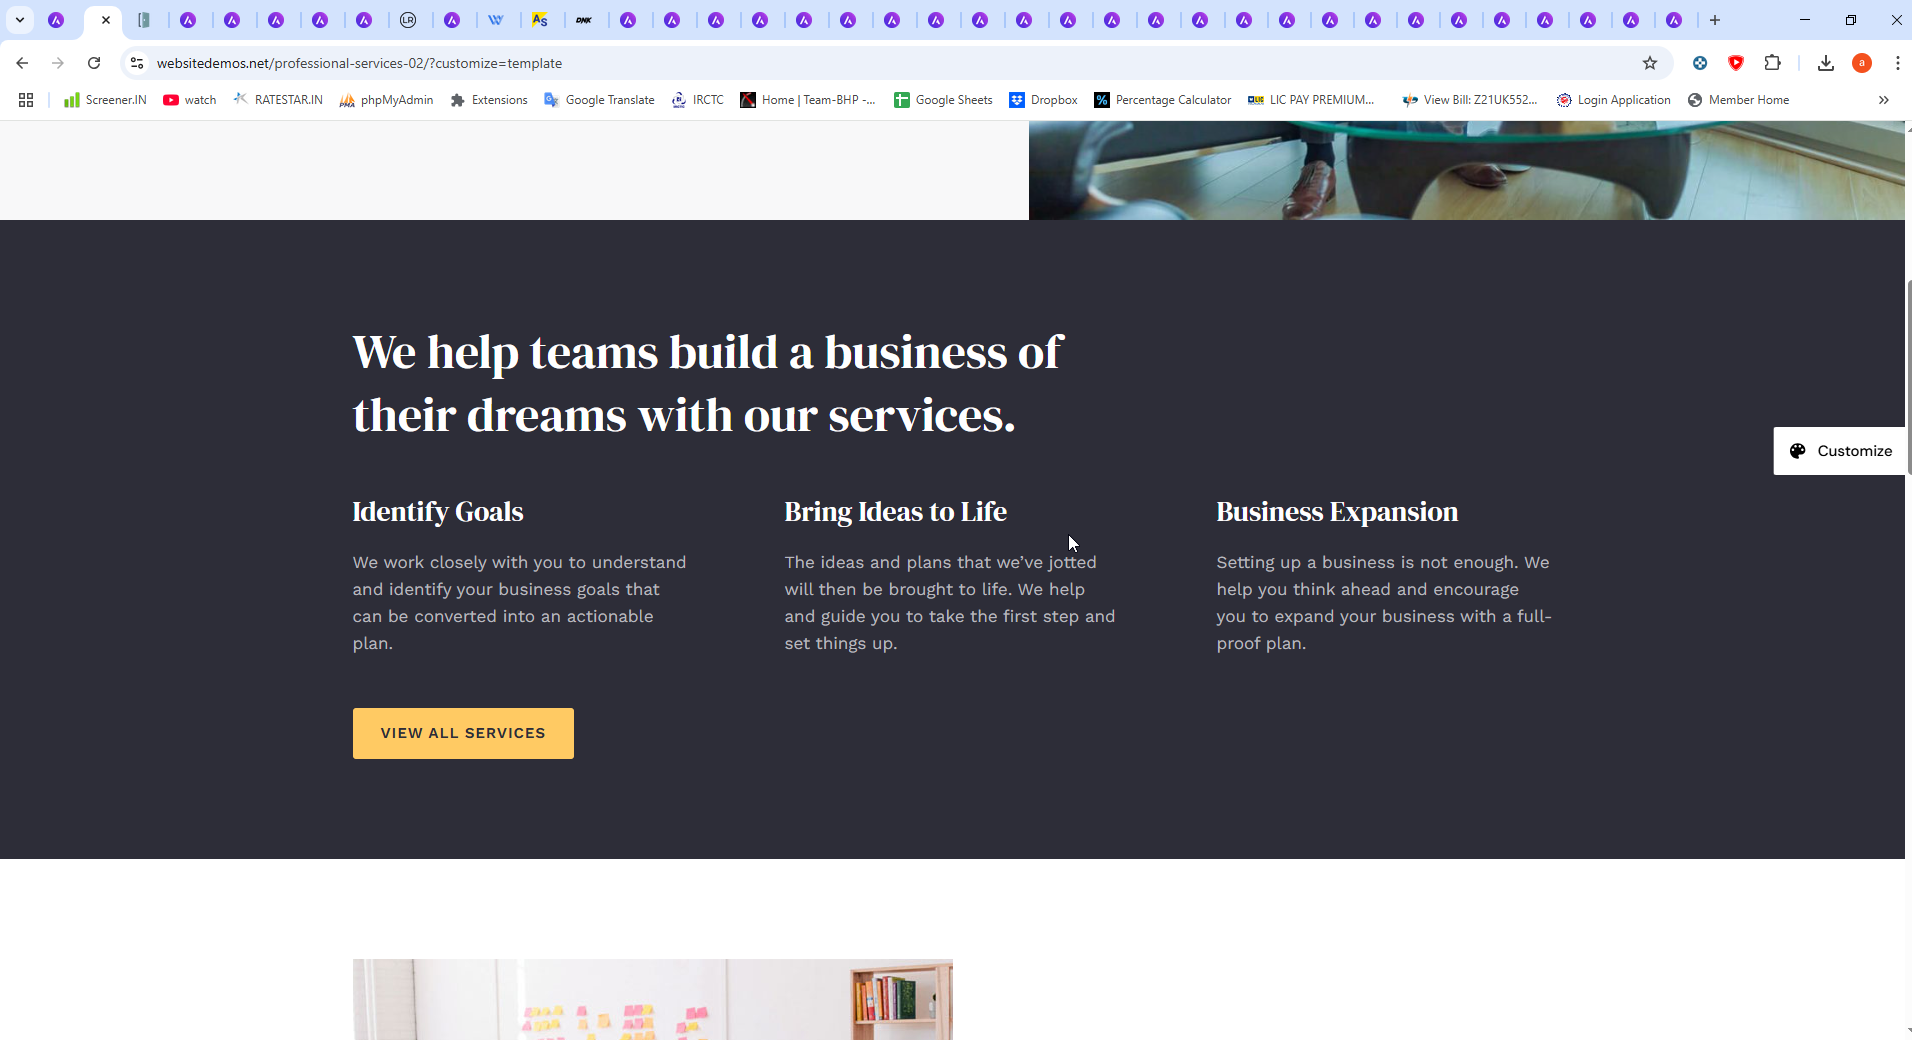 LR
W
AS
DNK
websitedemos.net/professional-services-02/?customize=template
a
Screener.IN
watch
RATESTAR.IN
PMA
phpMyAdmin
Extensions
Google Translate
IRCTC
Home | Team-BHP -...
Google Sheets
Dropbox
%
Percentage Calculator
LIC
LIC PAY PREMIUM...
View Bill: Z21UK552...
Login Application
Member Home
We help teams build a business of
their dreams with our services.
Customize
Identify Goals
We work closely with you to understand
and identify your business goals that
can be converted into an actionable
plan.
Bring Ideas to Life
The ideas and plans that we’ve jotted
will then be brought to life. We help
and guide you to take the first step and
set things up.
Business Expansion
Setting up a business is not enough. We
help you think ahead and encourage
you to expand your business with a full-
proof plan.
VIEW ALL SERVICES